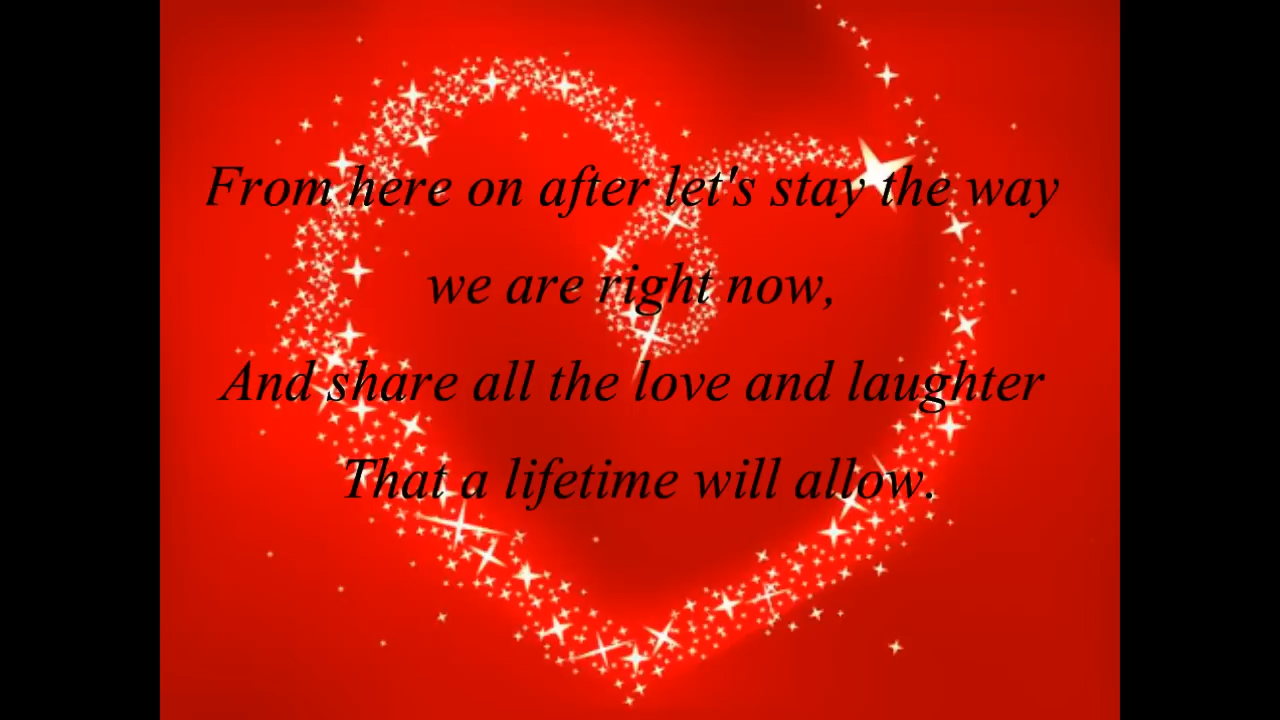 From here on after let's stay the way
we are right now,
And share all the love and laughter
That a lifetime will allow.